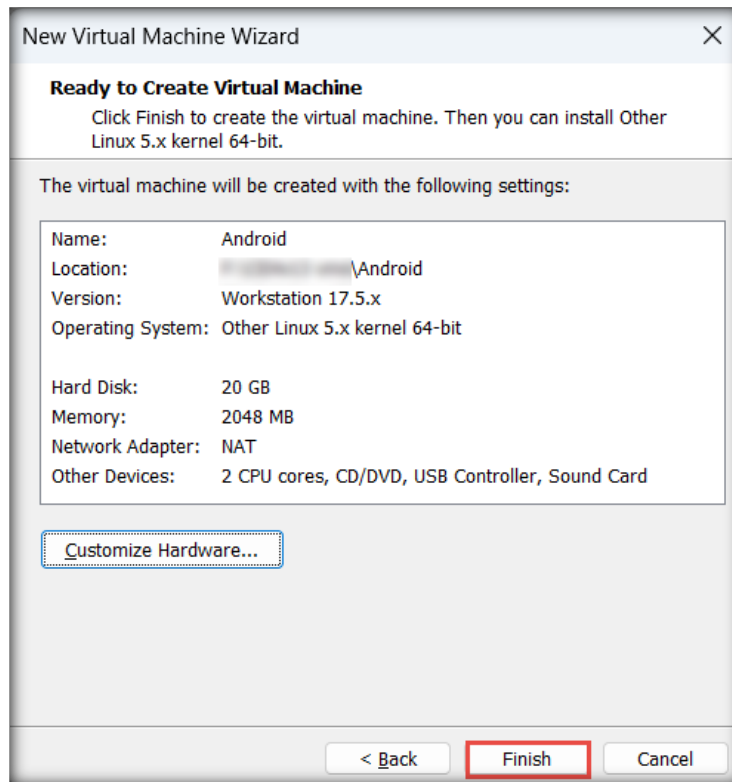 New Virtual Machine Wizard
Ready to Create Virtual Machine
Click Finish to create the virtual machine. Then you can install Other
Linux 5.x kernel 64-bit.
The virtual machine will be created with the following settings:
Name: Android
Location: \Android
Version: Workstation 17.5.x
Operating System: Other Linux 5.x kernel 64-bit
Hard Disk: 20 GB
Memory: 2048 MB
Network Adapter: NAT
Other Devices: 2 CPU cores, CD/DVD, USB Controller, Sound Card
Customize Hardware...
< Back Finish Cancel